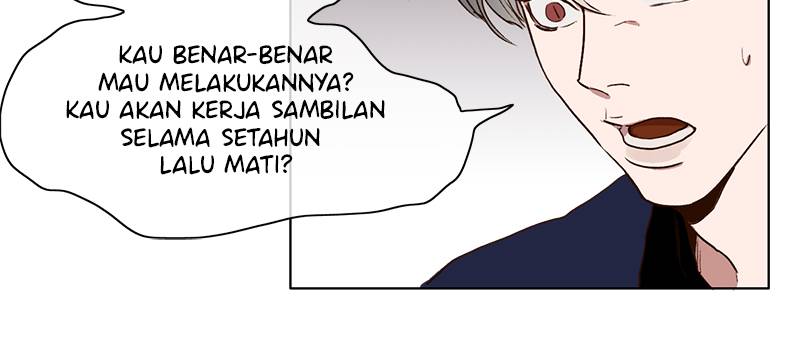 KAU BENAR-BENAR
MAU MELAKUKANNYA?
KAU AKAN KERJA SAMBILAN
SELAMA SETAHUN
LALU MATI?